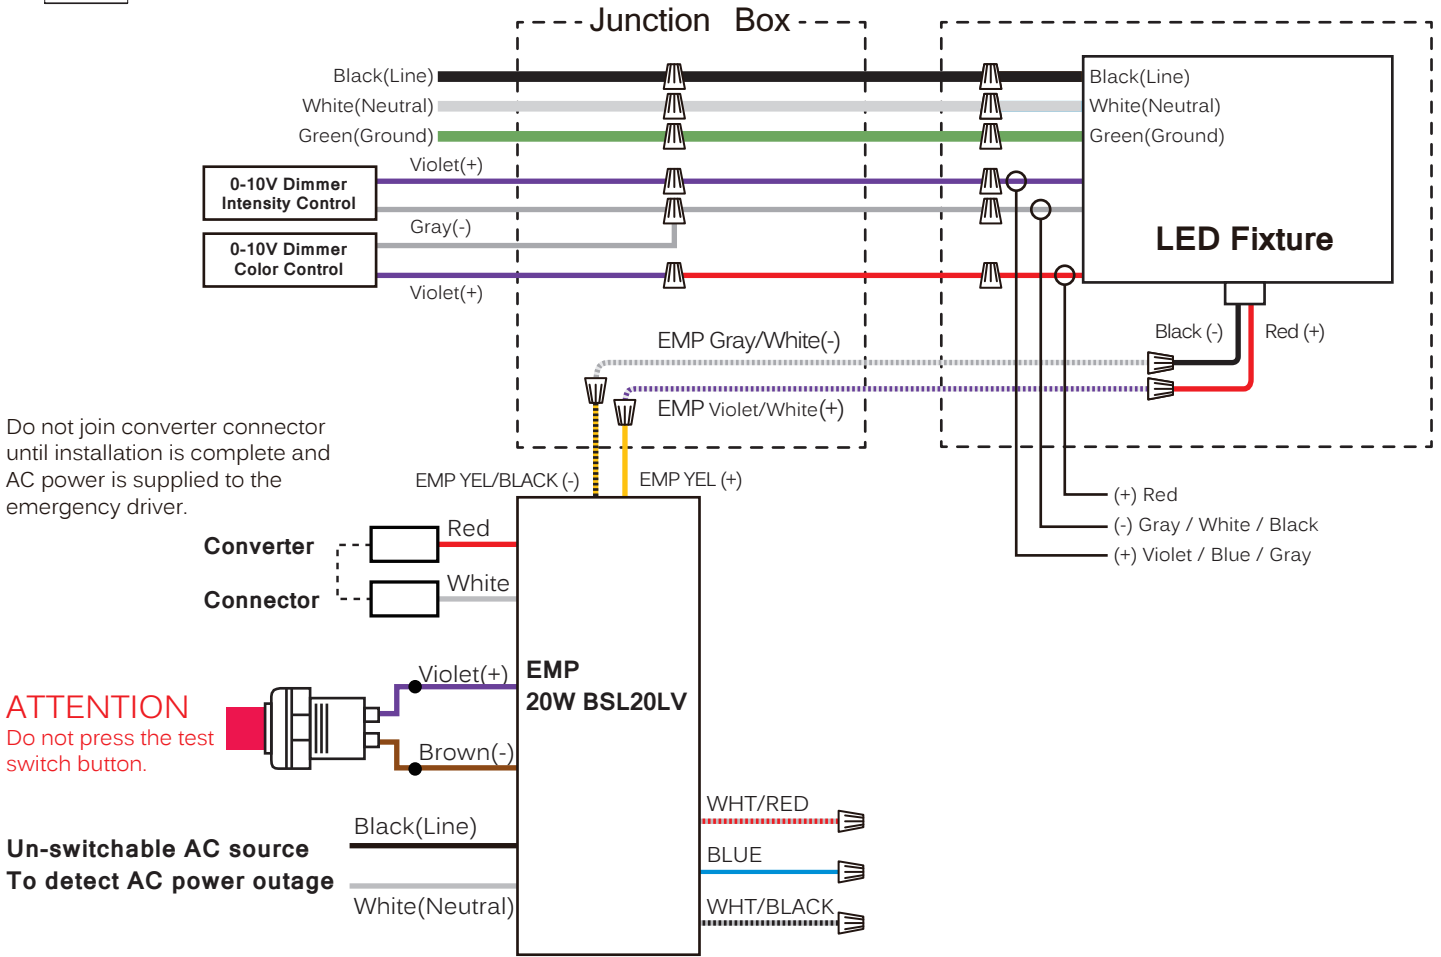 Junction Box
Black(Line)
White(Neutral)
Green(Ground)
Black(Line)
White(Neutral)
Green(Ground)
Violet(+)
0-10V Dimmer
Intensity Control
Gray(-)
0-10V Dimmer
Color Control
Violet(+)
LED Fixture
Black (-)
Red (+)
EMP Gray/White(-)
EMP Violet/White(+)
Do not join converter connector
until installation is complete and
AC power is supplied to the
emergency driver.
EMP YEL/BLACK (-)
EMP YEL (+)
(+) Red
(-) Gray / White / Black
(+) Violet / Blue / Gray
Converter
Red
Connector
White
ATTENTION
Do not press the test
switch button.
Violet(+)
Brown(-)
EMP
20W BSL20LV
Un-switchable AC source
To detect AC power outage
Black(Line)
White(Neutral)
WHT/RED
BLUE
WHT/BLACK